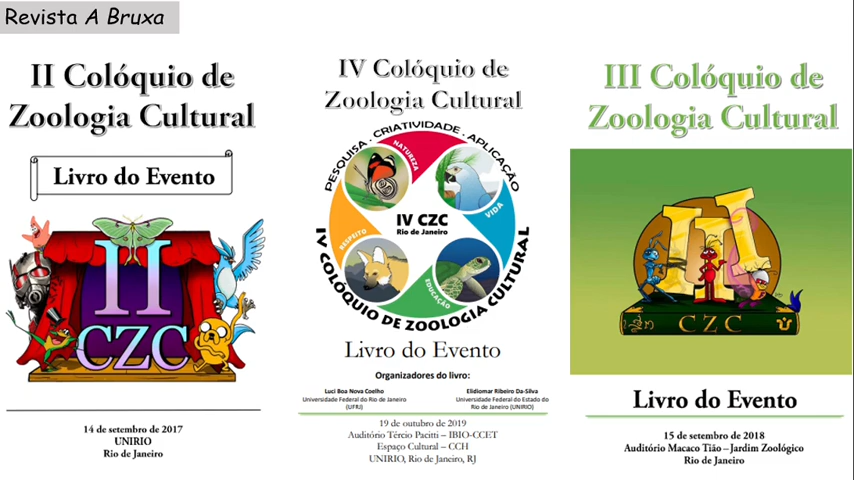 Revista A Bruxa
II Colóquio de
Zoologia Cultural
Livro do Evento
II
CZC
14 de setembro de 2017
UNIRIO
Rio de Janeiro
IV Colóquio de
Zoologia Cultural
PESQUISA · CRIATIVIDADE · APLICAÇÃO
NATUREZA
VIDA
IV CZC
Rio de Janeiro
RESPEITO
EDUCAÇÃO
IV COLÓQUIO DE ZOOLOGIA CULTURAL
Livro do Evento
Organizadores do livro:
Luci Boa Nova Coelho
Universidade Federal do Rio de Janeiro
(UFRJ)
Elidiomar Ribeiro Da-Silva
Universidade Federal do Estado do
Rio de Janeiro (UNIRIO)
19 de outubro de 2019
Auditório Tércio Pacitti – IBIO-CCET
Espaço Cultural – CCH
UNIRIO, Rio de Janeiro, RJ
III Colóquio de
Zoologia Cultural
III
CZC
Livro do Evento
15 de setembro de 2018
Auditório Macaco Tião – Jardim Zoológico
Rio de Janeiro